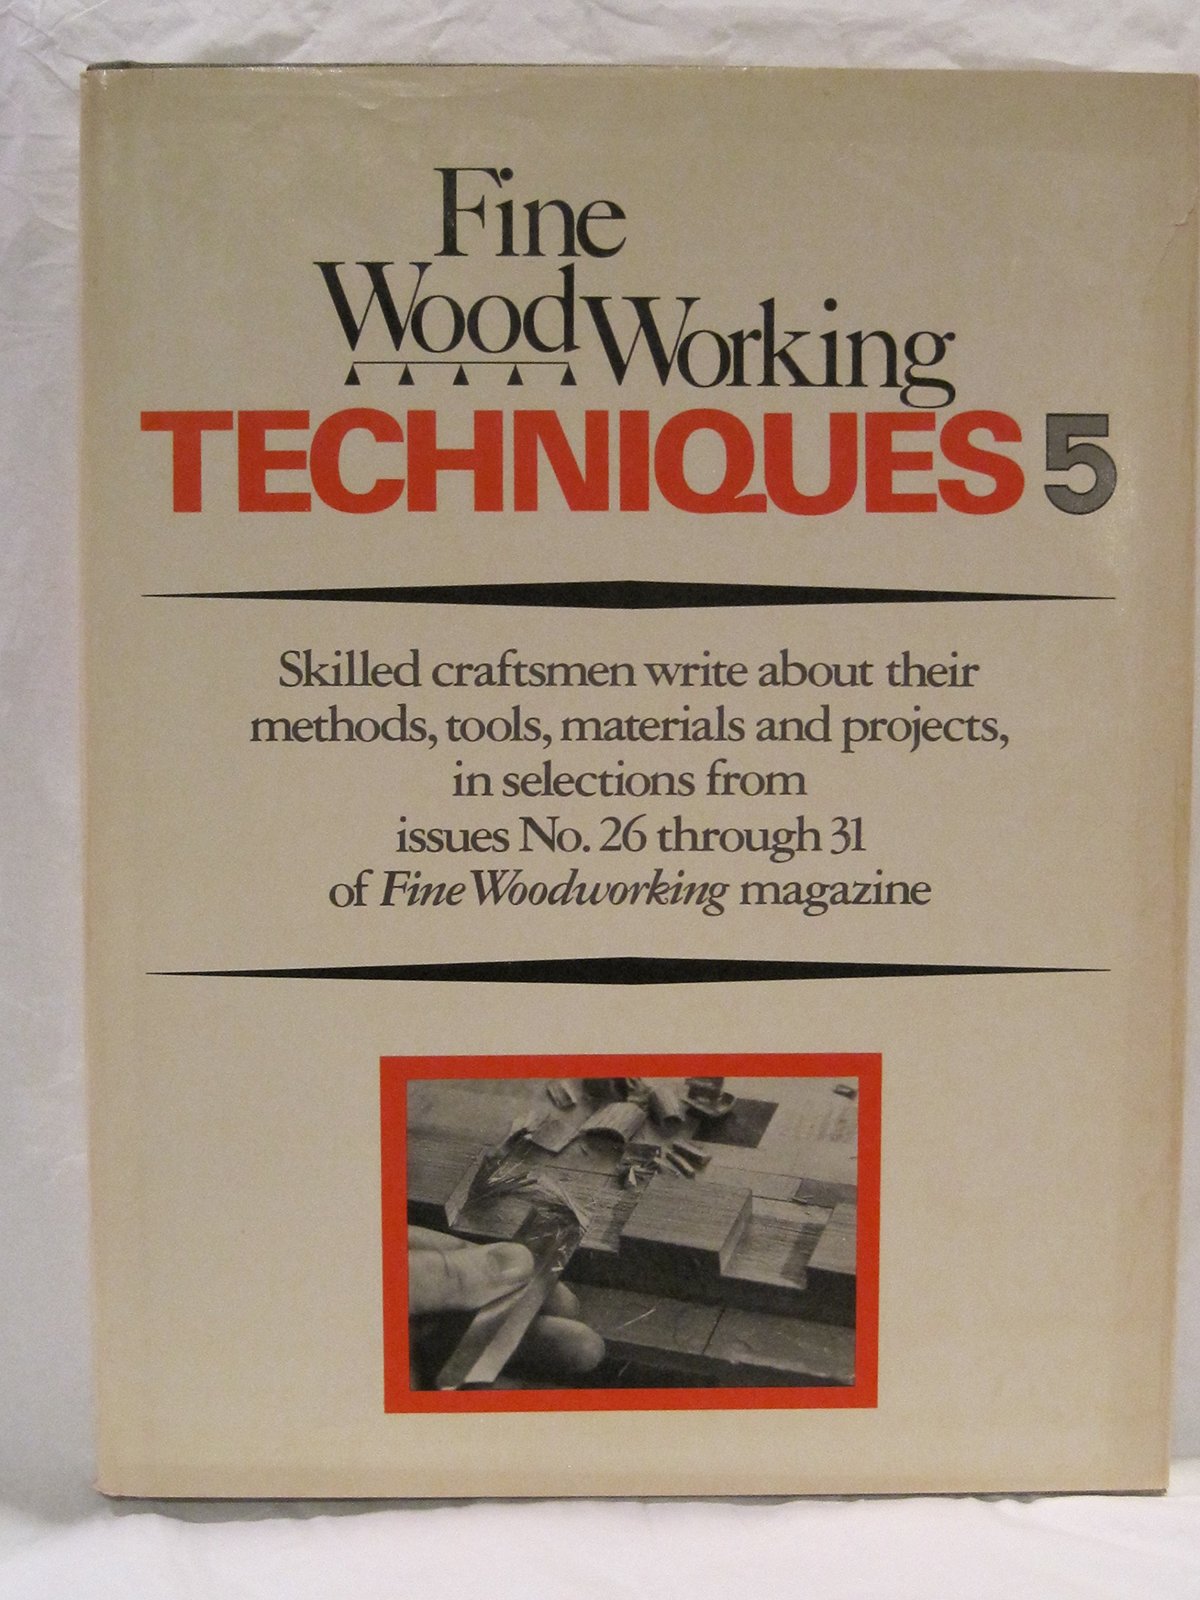 Fine
WoodWorking
TECHNIQUES 5
Skilled craftsmen write about their
methods, tools, materials and projects,
in selections from
issues No. 26 through 31
of Fine Woodworking magazine